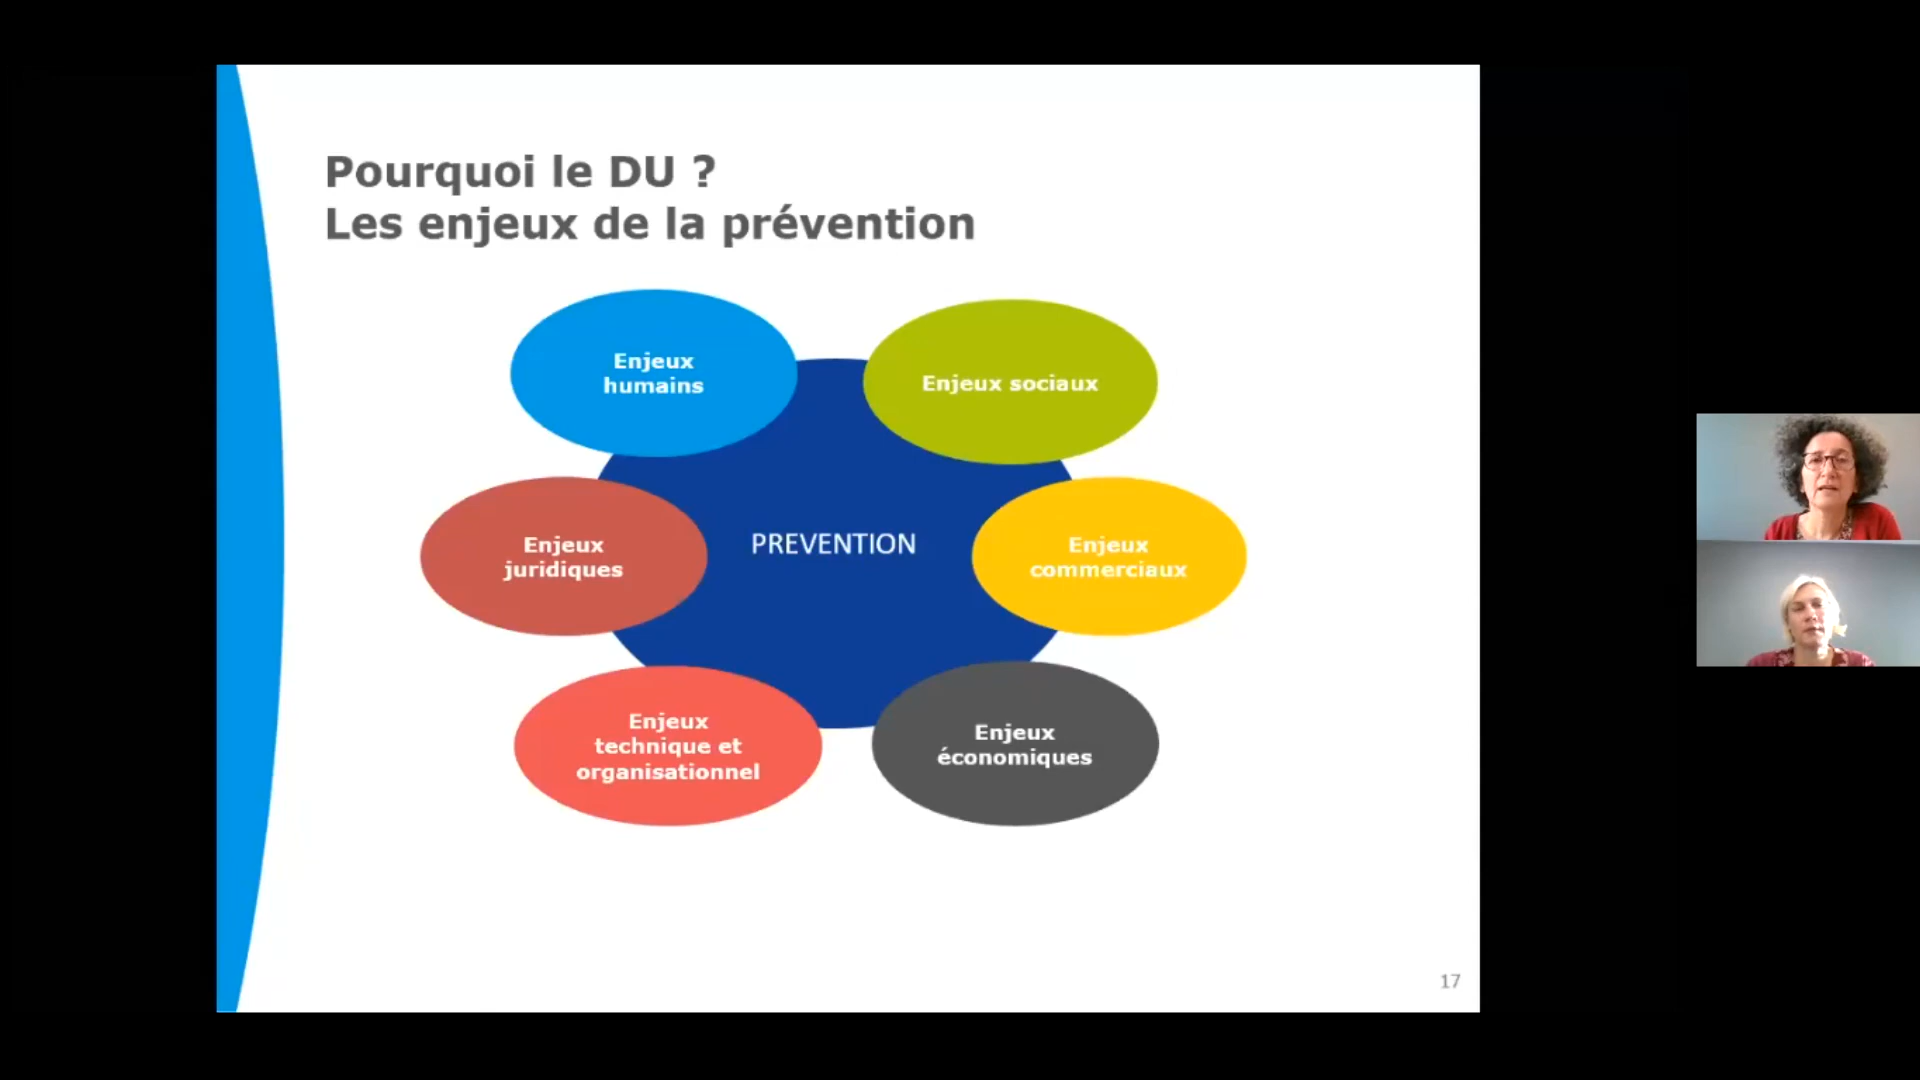 Pourquoi le DU ?
Les enjeux de la prévention
Enjeux
humains
Enjeux sociaux
Enjeux
juridiques
PREVENTION
Enjeux
commerciaux
Enjeux
technique et
organisationnel
Enjeux
économiques
17